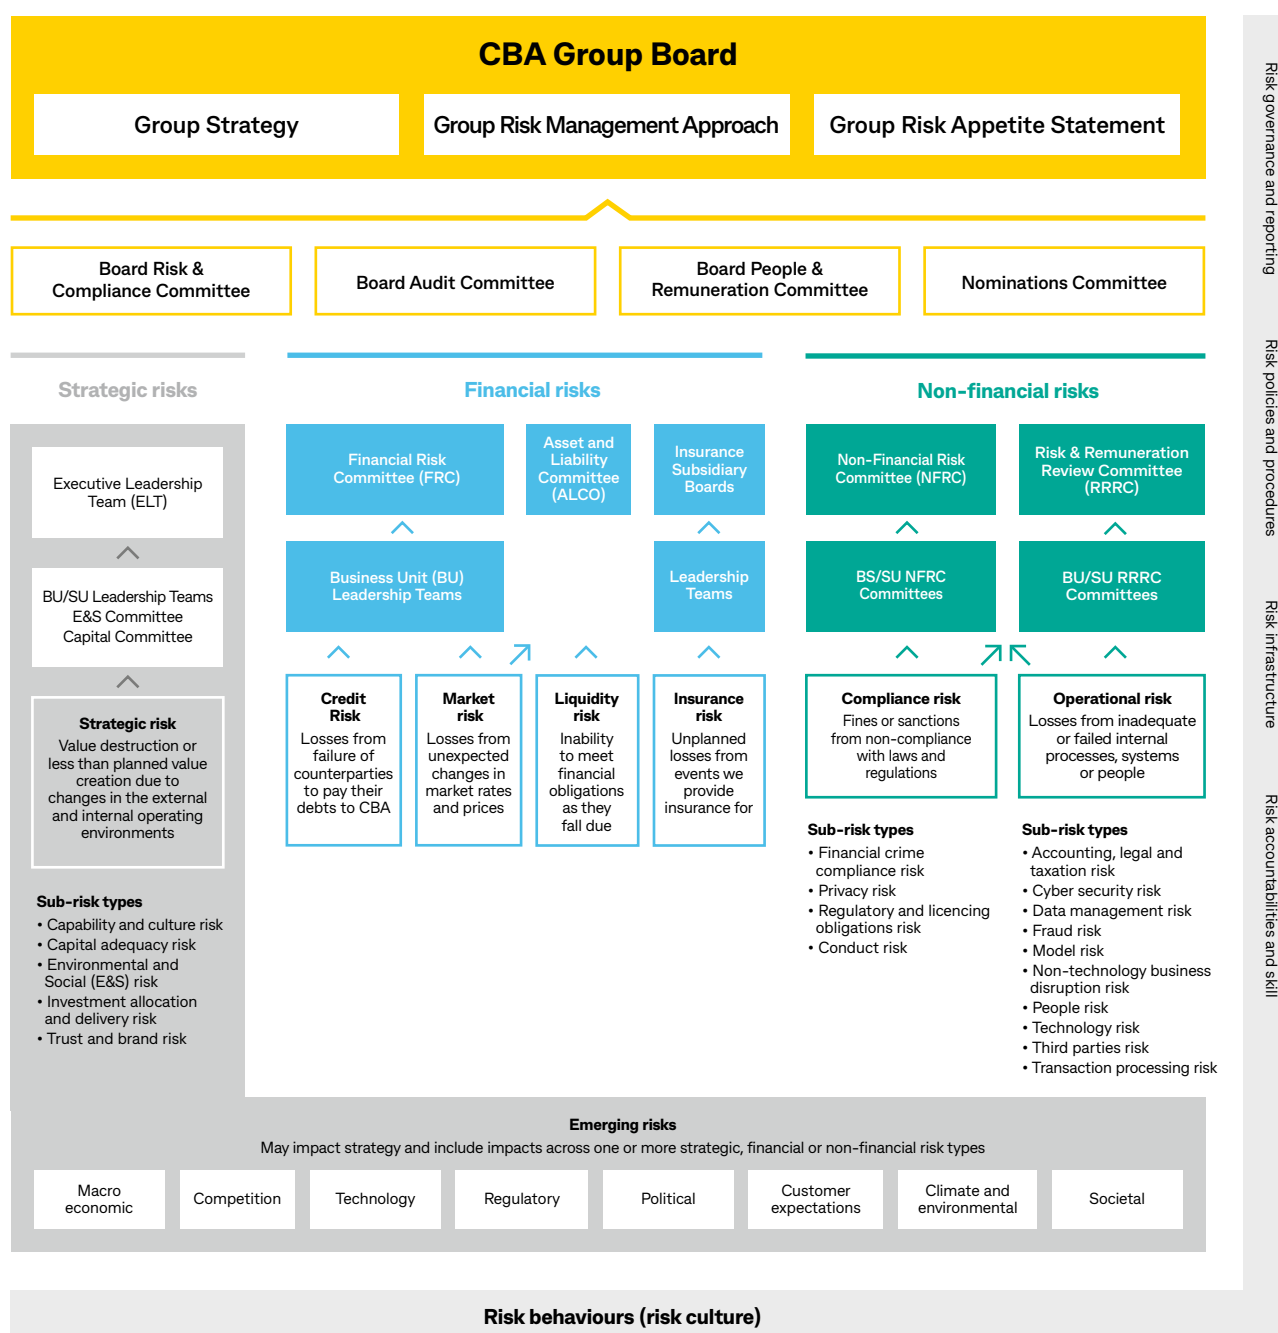 CBA Group Board
Group Strategy
Group Risk Management Approach
Group Risk Appetite Statement
Board Risk &
Compliance Committee
Board Audit Committee
Board People &
Remuneration Committee
Nominations Committee
Strategic risks
Executive Leadership
Team (ELT)
BU/SU Leadership Teams
E&S Committee
Capital Committee
Strategic risk
Value destruction or
less than planned value
creation due to
changes in the external
and internal operating
environments
Sub-risk types
• Capability and culture risk
• Capital adequacy risk
• Environmental and
Social (E&S) risk
• Investment allocation
and delivery risk
• Trust and brand risk
Financial risks
Financial Risk
Committee (FRC)
Asset and
Liability
Committee
(ALCO)
Insurance
Subsidiary
Boards
Business Unit (BU)
Leadership Teams
Leadership
Teams
Credit
Risk
Losses from
failure of
counterparties
to pay their
debts to CBA
Market
risk
Losses from
unexpected
changes in
market rates
and prices
Liquidity
risk
Inability
to meet
financial
obligations
as they
fall due
Insurance
risk
Unplanned
losses from
events we
provide
insurance for
Non-financial risks
Non-Financial Risk
Committee (NFRC)
Risk & Remuneration
Review Committee
(RRRC)
BS/SU NFRC
Committees
BU/SU RRRC
Committees
Compliance risk
Fines or sanctions
from non-compliance
with laws and
regulations
Sub-risk types
• Financial crime
compliance risk
• Privacy risk
• Regulatory and licencing
obligations risk
• Conduct risk
Operational risk
Losses from inadequate
or failed internal
processes, systems
or people
Sub-risk types
• Accounting, legal and
taxation risk
• Cyber security risk
• Data management risk
• Fraud risk
• Model risk
• Non-technology business
disruption risk
• People risk
• Technology risk
• Third parties risk
• Transaction processing risk
Emerging risks
May impact strategy and include impacts across one or more strategic, financial or non-financial risk types
Macro
economic
Competition
Technology
Regulatory
Political
Customer
expectations
Climate and
environmental
Societal
Risk governance and reporting
Risk policies and procedures
Risk infrastructure
Risk accountabilities and skill
Risk behaviours (risk culture)